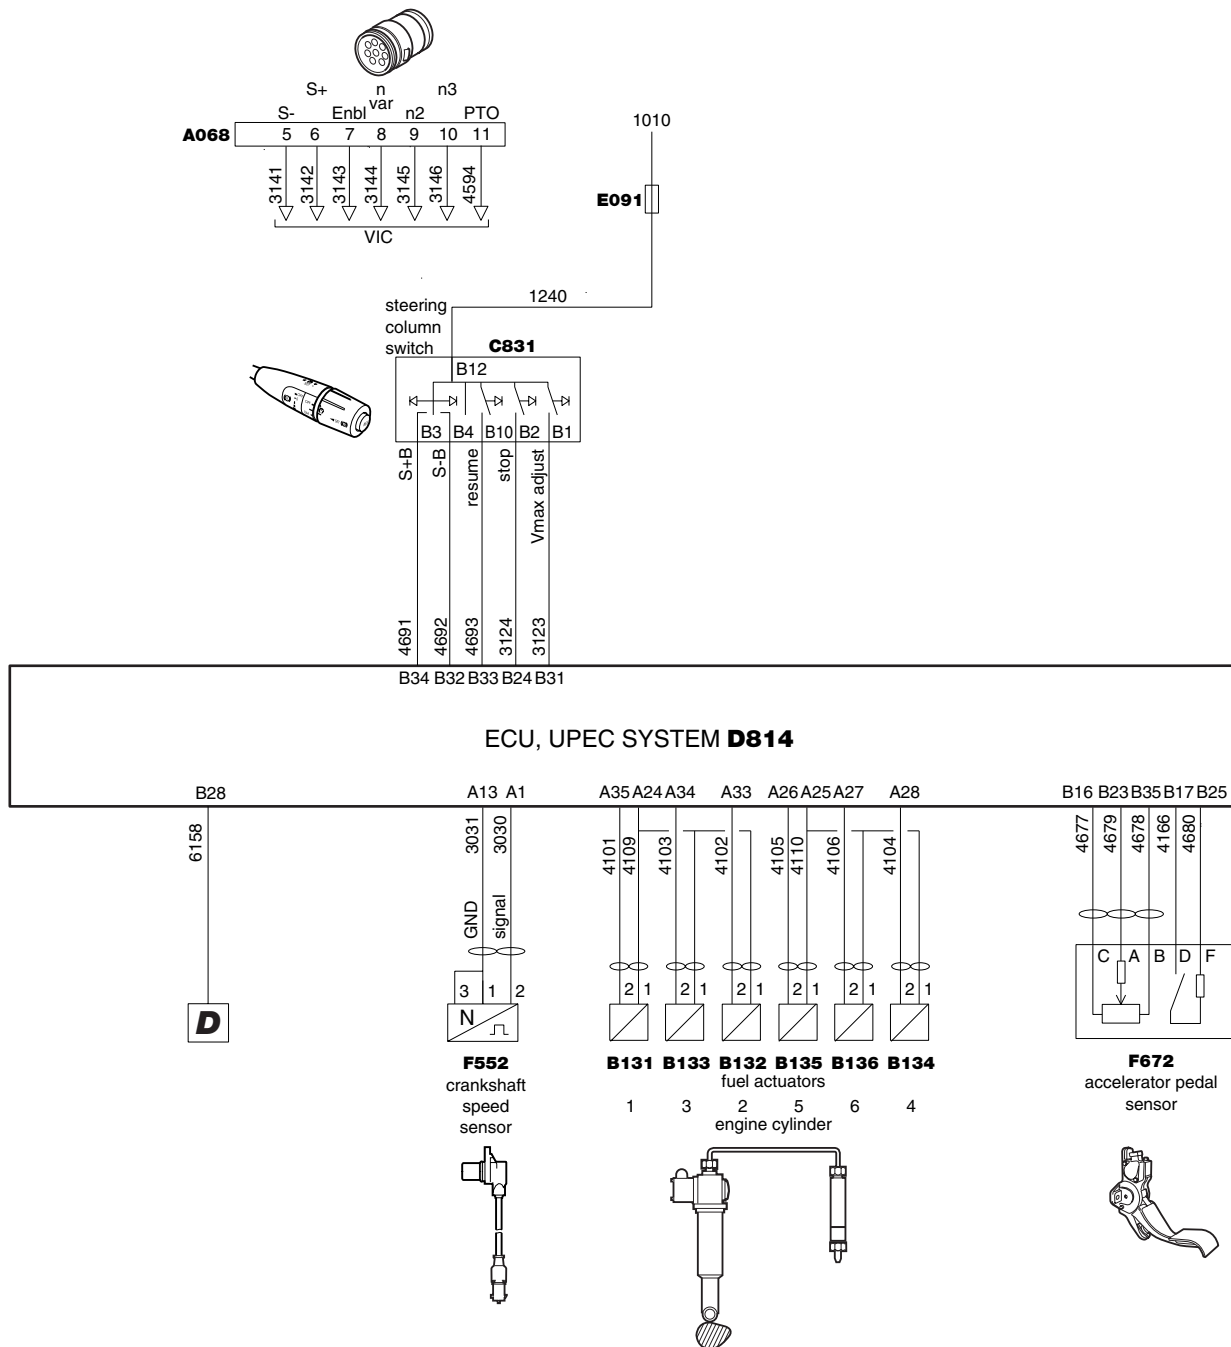 S+ n n3
var
S- Enbl n2 PTO
A068 5 6 7 8 9 10 11
3141 3142 3143 3144 3145 3146 4594
VIC
1010
E091
1240
steering
column
switch
C831
B12
B3 B4 B10 B2 B1
S+B S-B resume stop Vmax adjust
4691 4692 4693 3124 3123
B34 B32 B33 B24 B31
ECU, UPEC SYSTEM D814
B28 A13 A1 A35 A24 A34 A33 A26 A25 A27 A28 B16 B23 B35 B17 B25
6158 3031 3030 4101 4109 4103 4102 4105 4110 4106 4104 4677 4679 4678 4166 4680
GND signal
C A B D F
3 1 2 2 1 2 1 2 1 2 1 2 1 2 1
D
N
F552 B131 B133 B132 B135 B136 B134 F672
crankshaft
speed
sensor
fuel actuators
1 3 2 5 6 4
engine cylinder
accelerator pedal
sensor